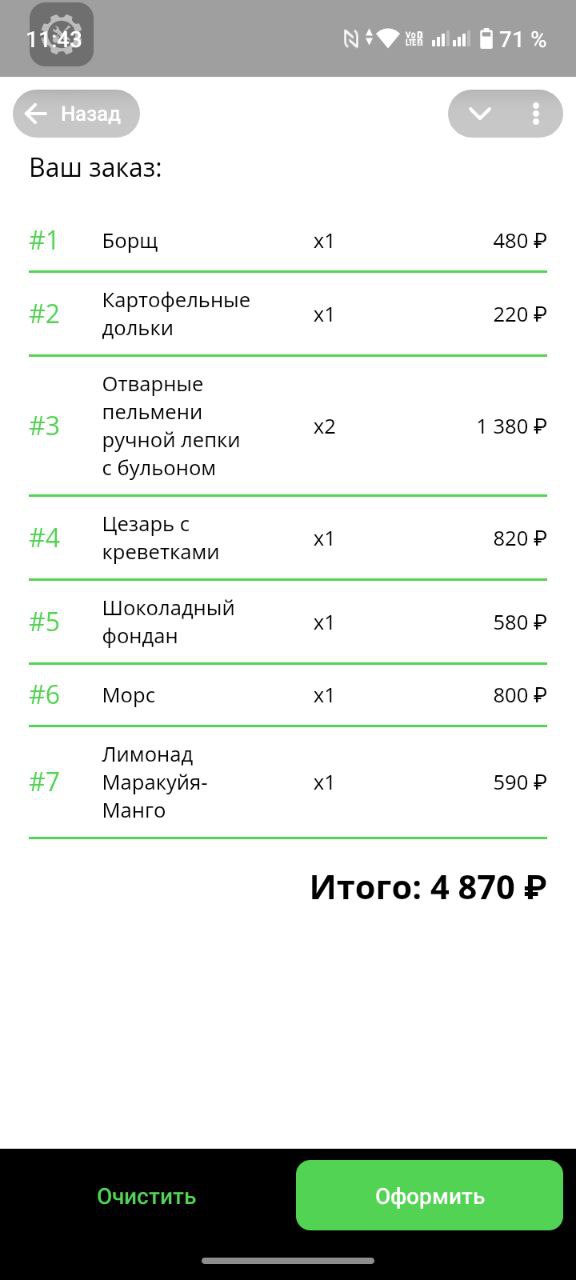 11:43 71 %
Назад
Ваш заказ:
#1 Борщ x1 480 ₽
Картофельные
#2 x1 220 ₽
дольки
Отварные
пельмени
#3 x2 1 380 ₽
ручной лепки
с бульоном
Цезарь с
#4 x1 820 ₽
креветками
Шоколадный
#5 x1 580 ₽
фондан
#6 Морс x1 800 ₽
Лимонад
#7 Маракуйя- x1 590 ₽
Манго
Итого: 4 870 ₽
Очистить Оформить